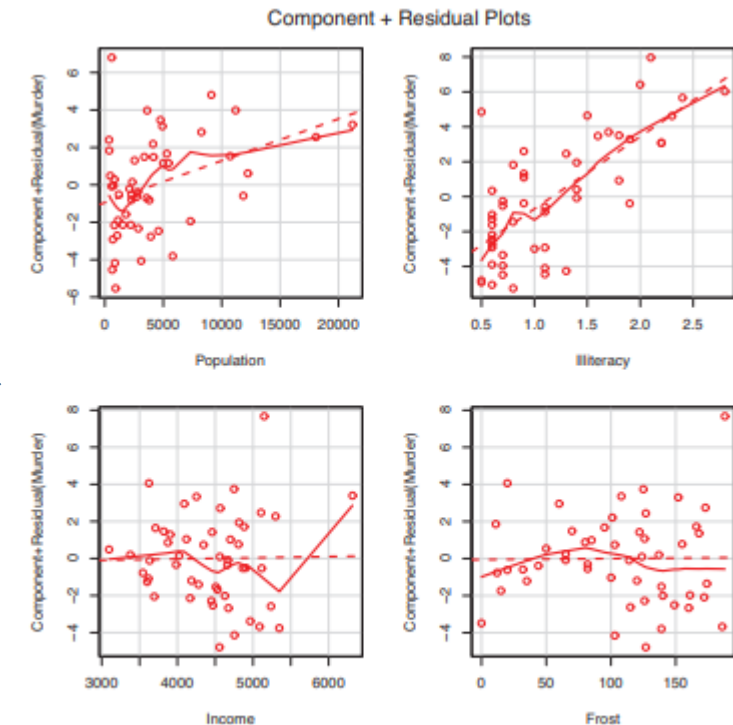 Component + Residual Plots
Component+Residual(Murder)
6
4
2
0
-2
-4
-6
0 5000 10000 15000 20000
Population
Component+Residual(Murder)
8
6
4
2
0
-2
-4
0.5 1.0 1.5 2.0 2.5
Illiteracy
Component+Residual(Murder)
8
6
4
2
0
-2
-4
3000 4000 5000 6000
Income
Component+Residual(Murder)
8
6
4
2
0
-2
-4
0 50 100 150
Frost